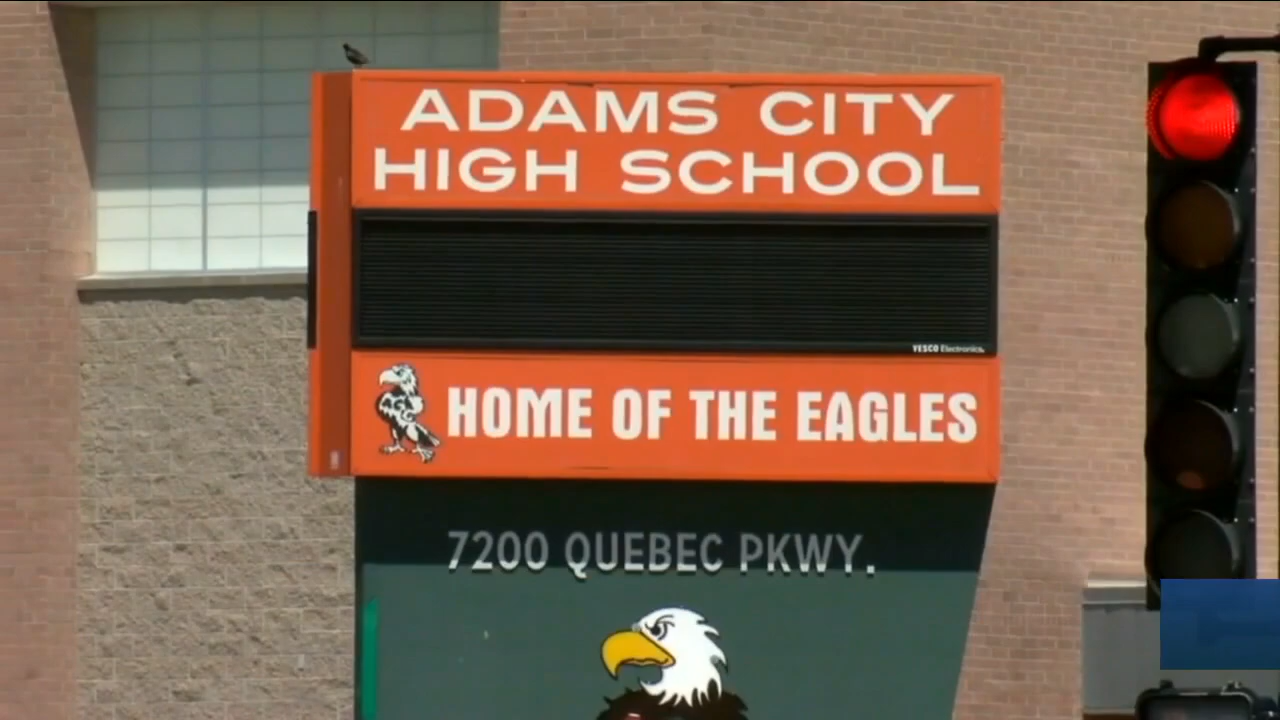 ADAMS CITY
HIGH SCHOOL
YESCO Electronics.
HOME OF THE EAGLES
7200 QUEBEC PKWY.